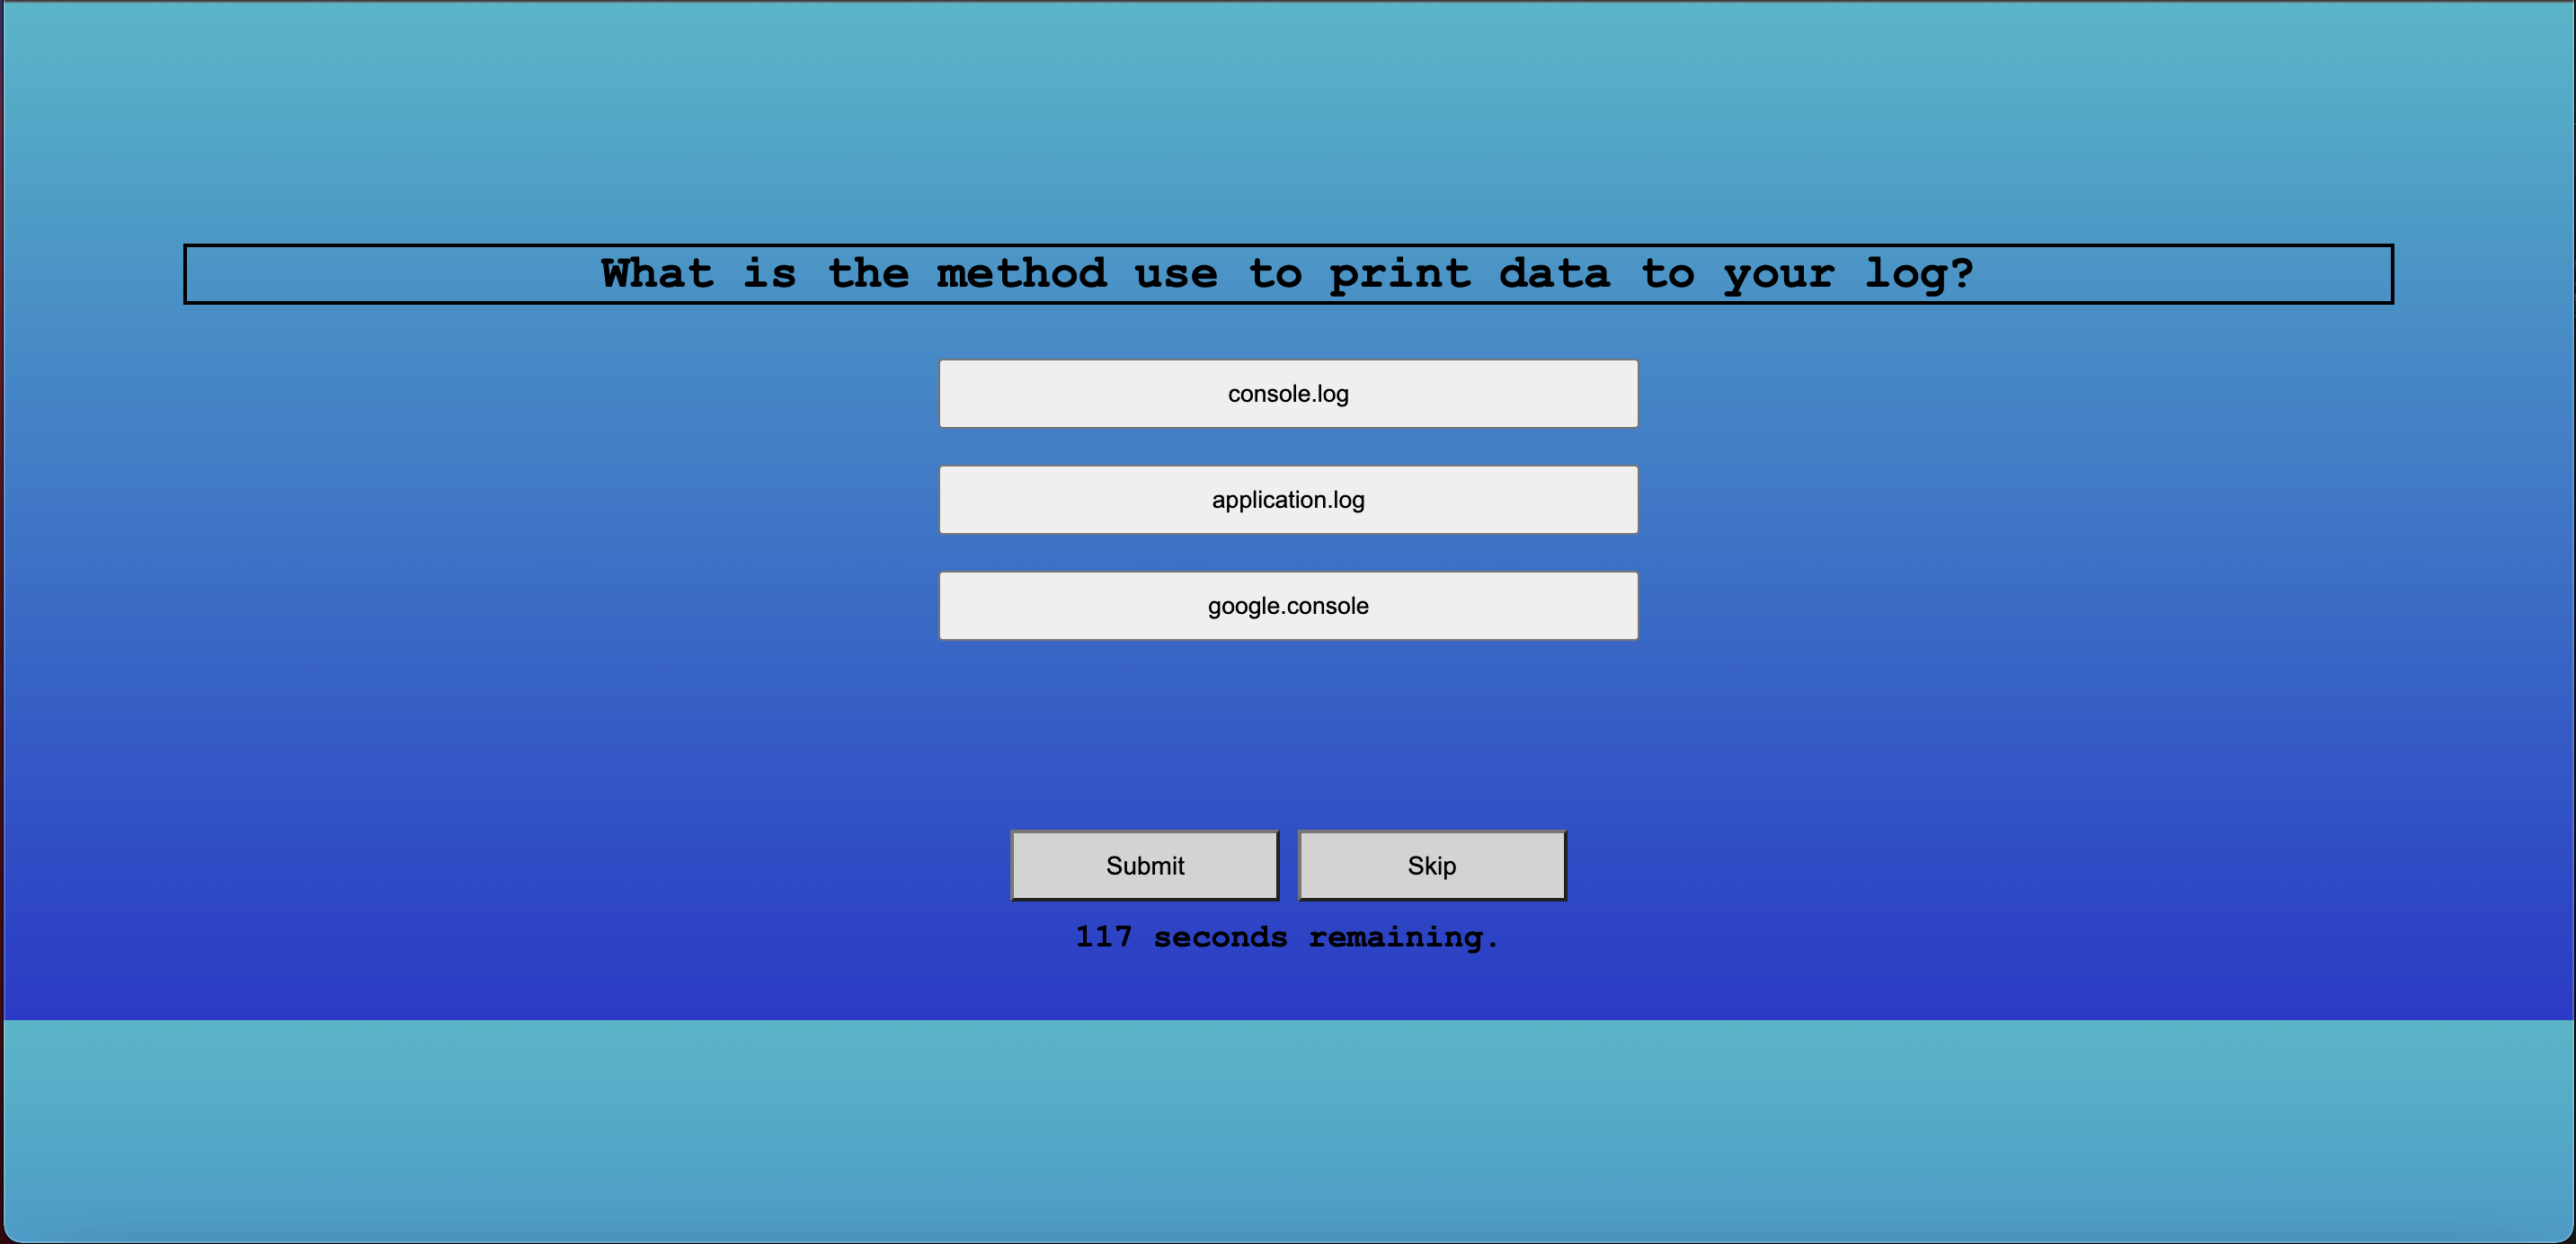 What is the method use to print data to your log?
console.log
application.log
google.console
Submit Skip
117 seconds remaining.